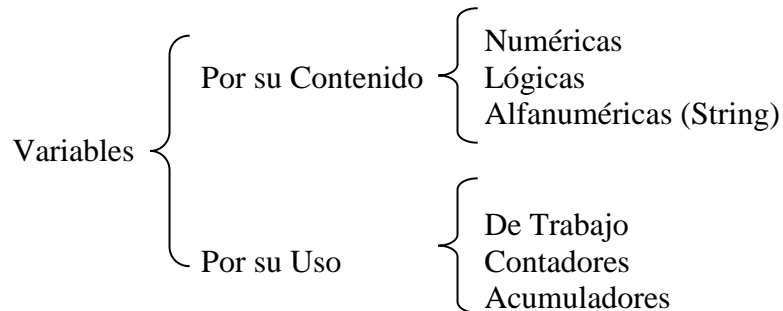 Variables
Por su Contenido
Numéricas
Lógicas
Alfanuméricas (String)
Por su Uso
De Trabajo
Contadores
Acumuladores